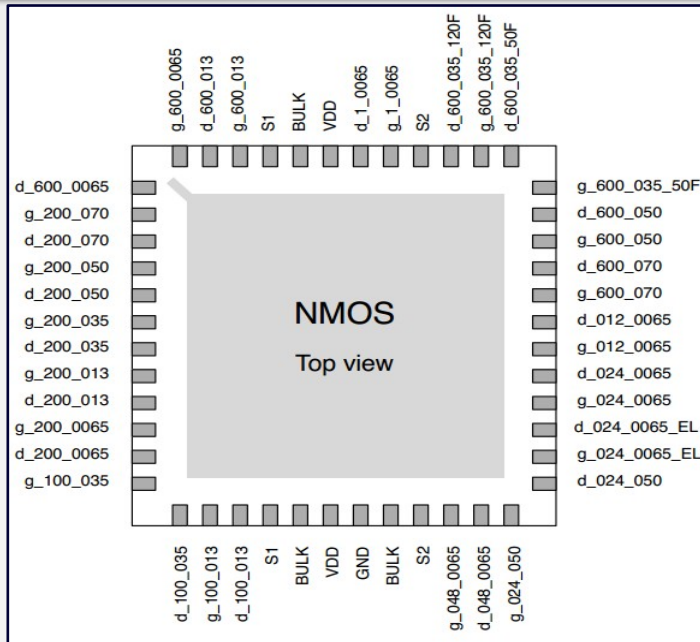 g_600_0065
d_600_013
g_600_013
S1
BULK
VDD
d_1_0065
g_1_0065
S2
d_600_035_120F
g_600_035_120F
d_600_035_50F
d_600_0065
g_200_070
d_200_070
g_200_050
d_200_050
g_200_035
d_200_035
g_200_013
d_200_013
g_200_0065
d_200_0065
g_100_035
NMOS
Top view
g_600_035_50F
d_600_050
g_600_050
d_600_070
g_600_070
d_012_0065
g_012_0065
d_024_0065
g_024_0065
d_024_0065_EL
g_024_0065_EL
d_024_050
d_100_035
g_100_013
d_100_013
S1
BULK
VDD
GND
BULK
S2
g_048_0065
d_048_0065
g_024_050